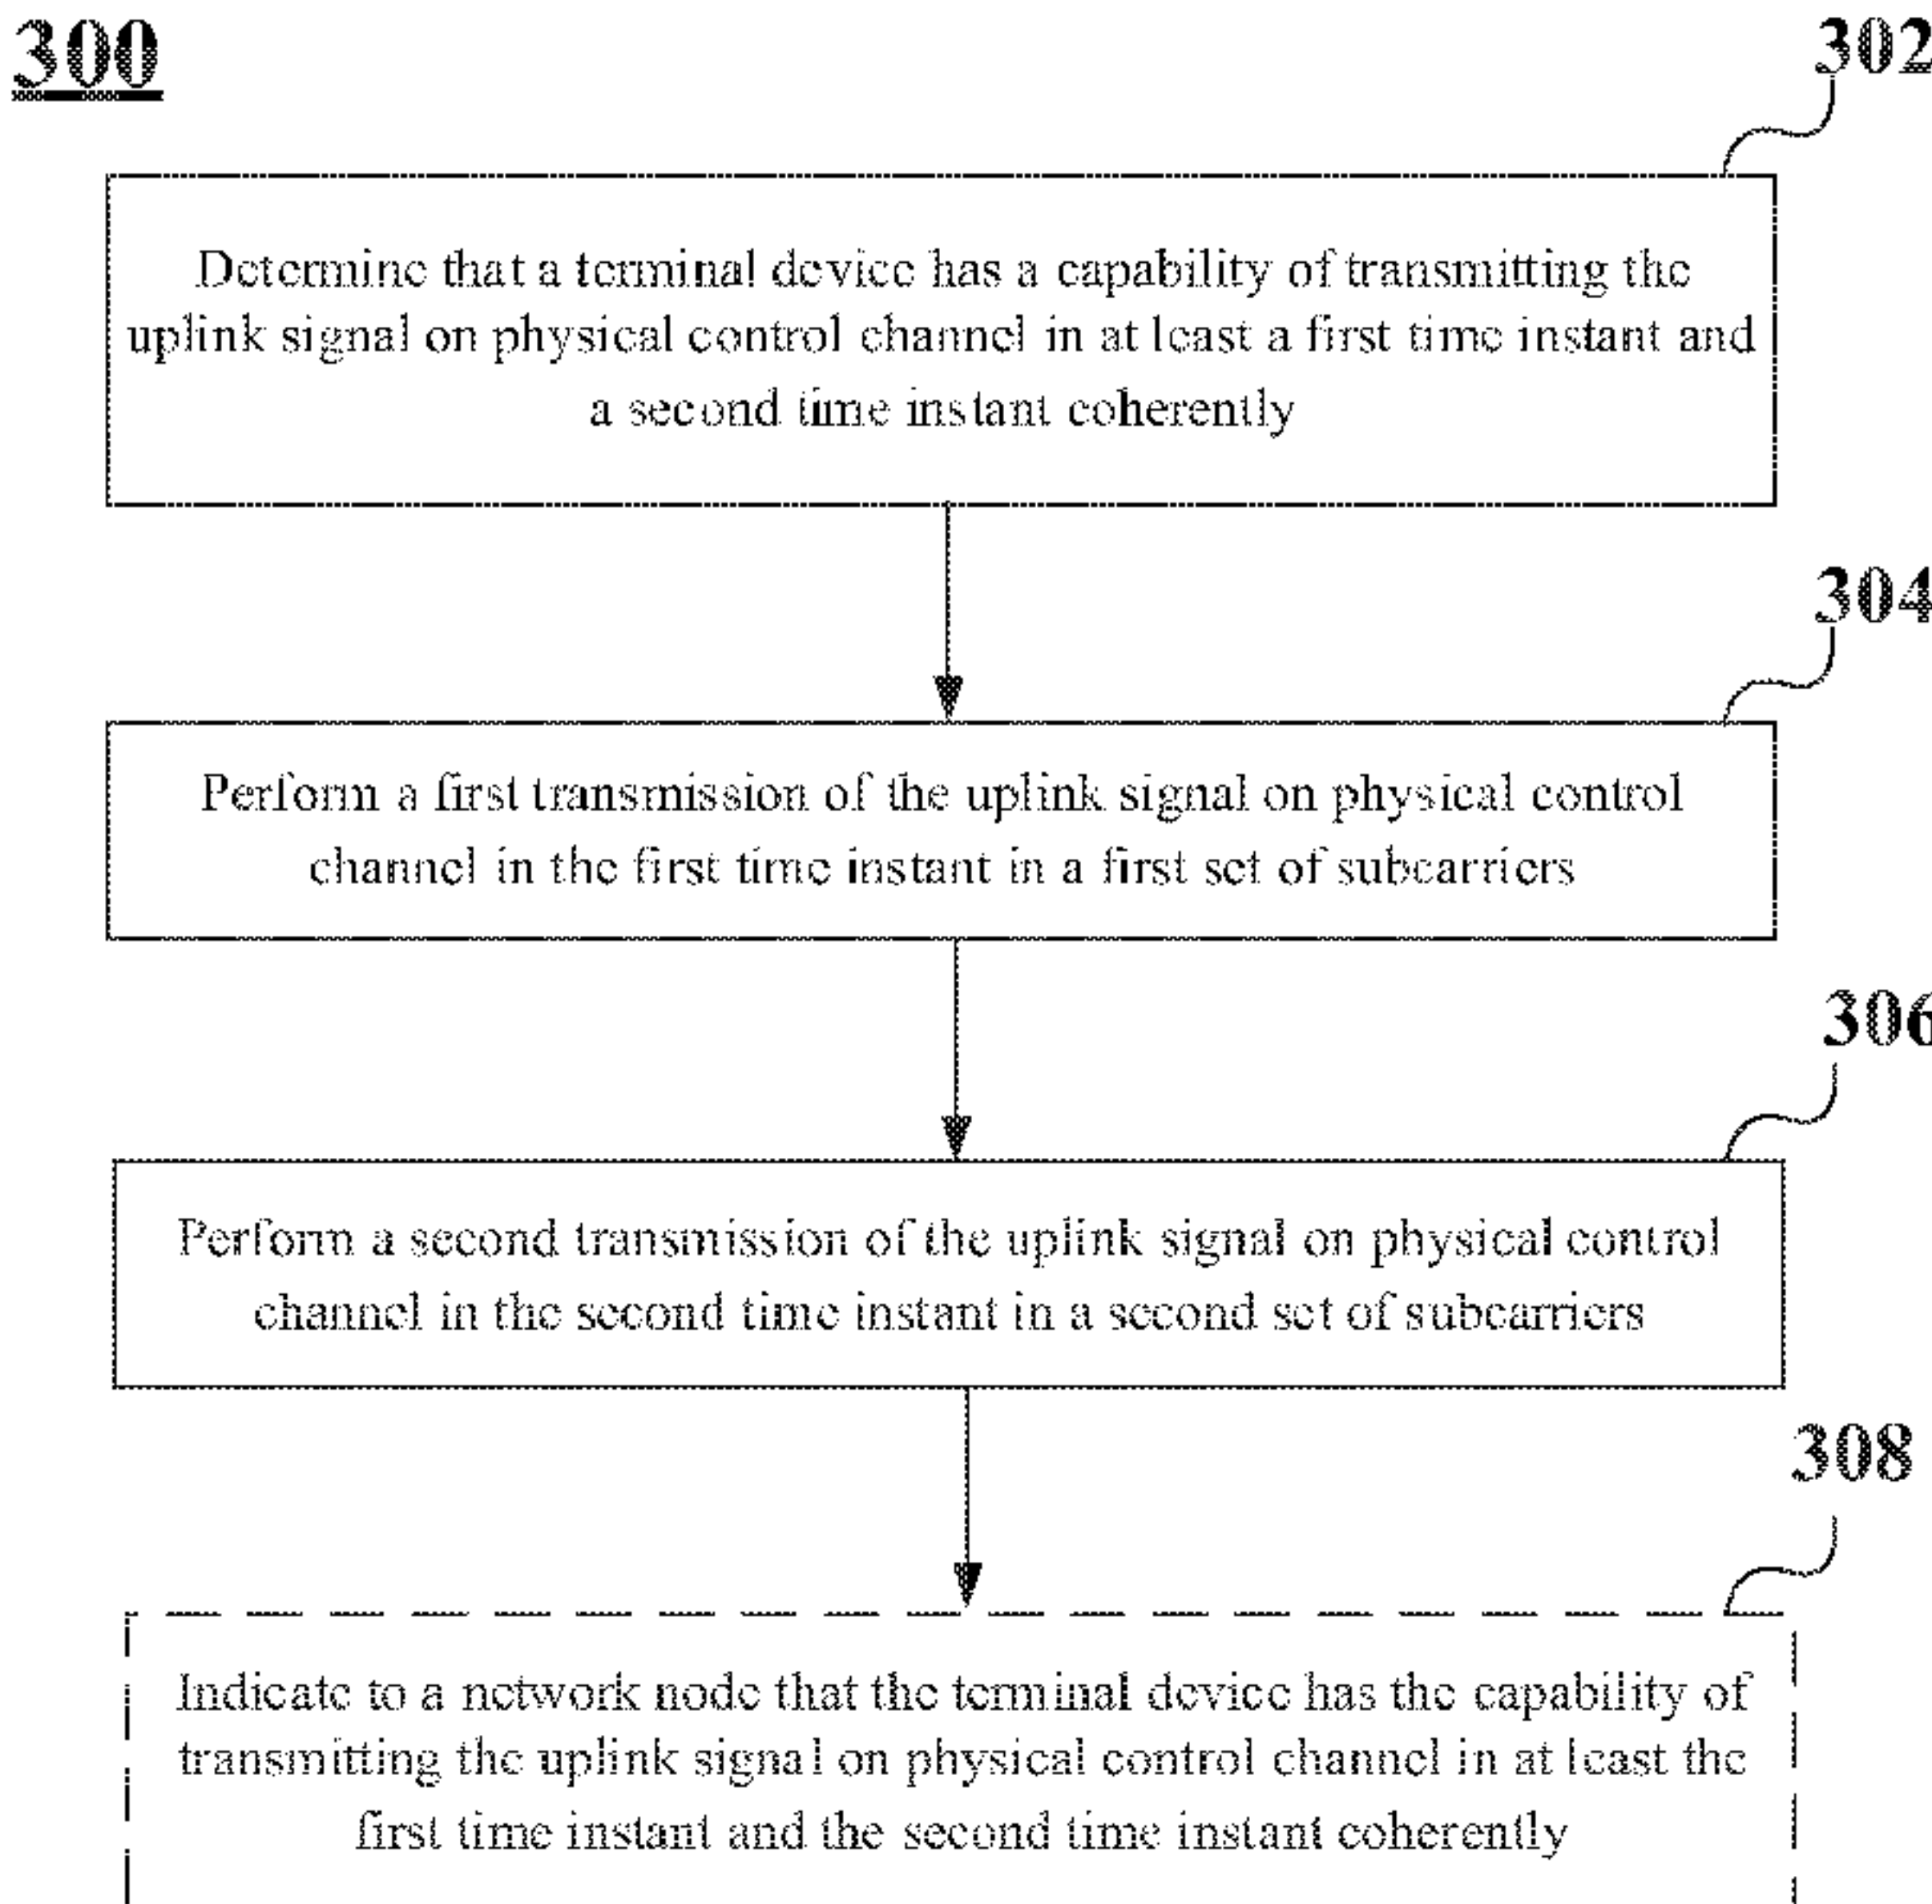 300
302
Determine that a terminal device has a capability of transmitting the
uplink signal on physical control channel in at least a first time instant and
a second time instant coherently
304
Perform a first transmission of the uplink signal on physical control
channel in the first time instant in a first set of subcarriers
306
Perform a second transmission of the uplink signal on physical control
channel in the second time instant in a second set of subcarriers
308
Indicate to a network node that the terminal device has the capability of
transmitting the uplink signal on physical control channel in at least the
first time instant and the second time instant coherently